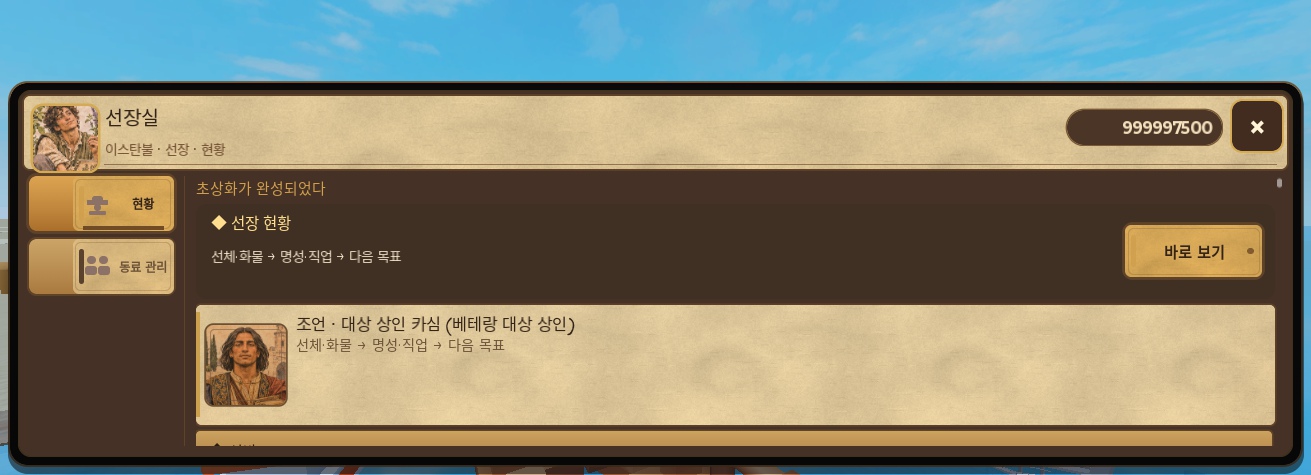 선장실
이스탄불 · 선장 · 현황
999997500
현황
동료 관리
초상화가 완성되었다
◆ 선장 현황
선체·화물 → 명성·직업 → 다음 목표
바로 보기
조언 · 대상 상인 카심 (베테랑 대상 상인)
선체·화물 → 명성·직업 → 다음 목표